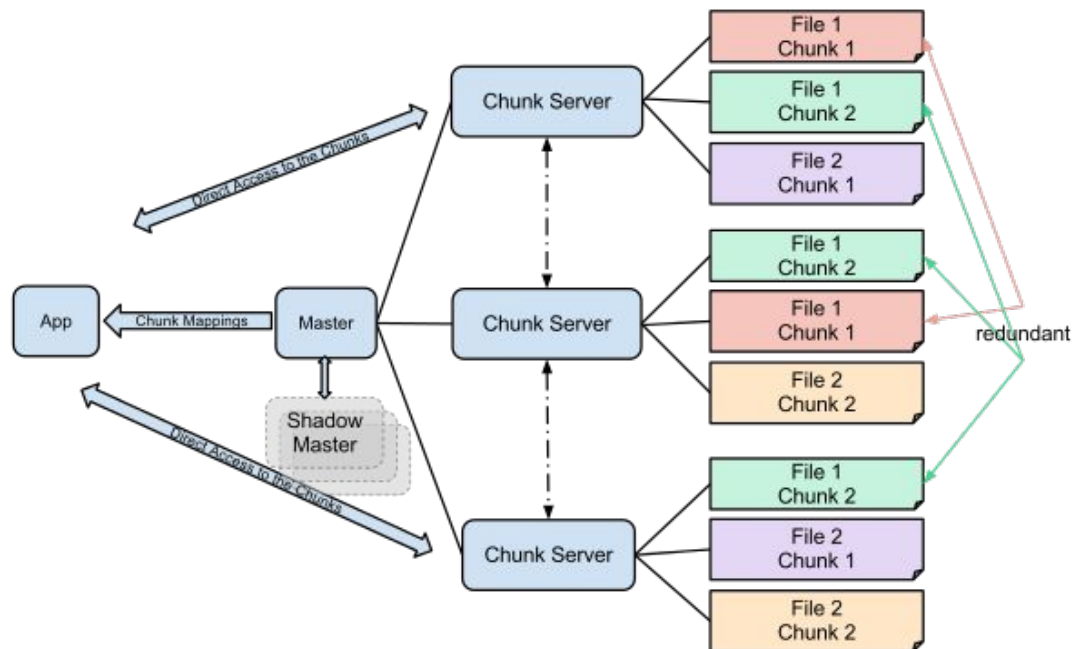 File 1
Chunk 1
Chunk Server
File 1
Chunk 2
Direct Access to the Chunks
File 2
Chunk 1
File 1
Chunk 2
App
Chunk Mappings
Master
Chunk Server
File 1
Chunk 1
redundant
File 2
Chunk 2
Shadow
Master
Direct Access to the Chunks
File 1
Chunk 2
Chunk Server
File 2
Chunk 1
File 2
Chunk 2